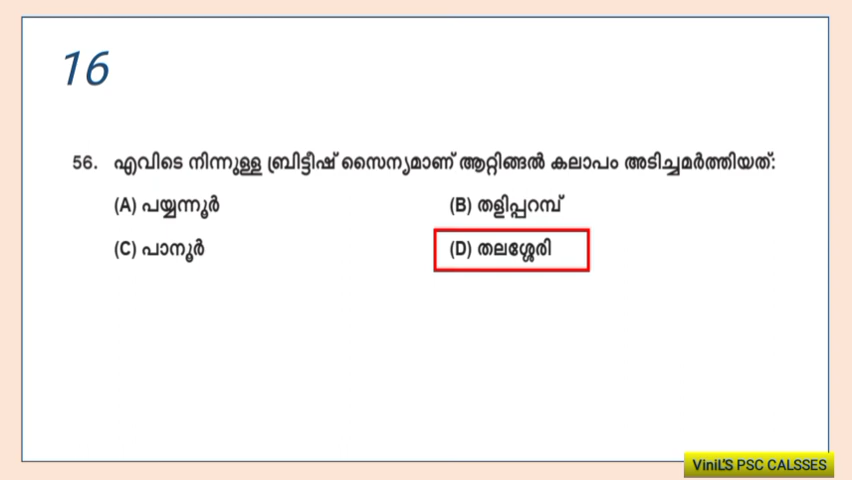 16
56. എവിടെ നിന്നുള്ള ബ്രിട്ടീഷ് സൈന്യമാണ് ആറ്റിങ്ങൽ കലാപം അടിച്ചമർത്തിയത്:
(A) പയ്യന്നൂർ (B) തളിപ്പറമ്പ്
(C) പാനൂർ (D) തലശ്ശേരി
ViniL'S PSC CALSSES